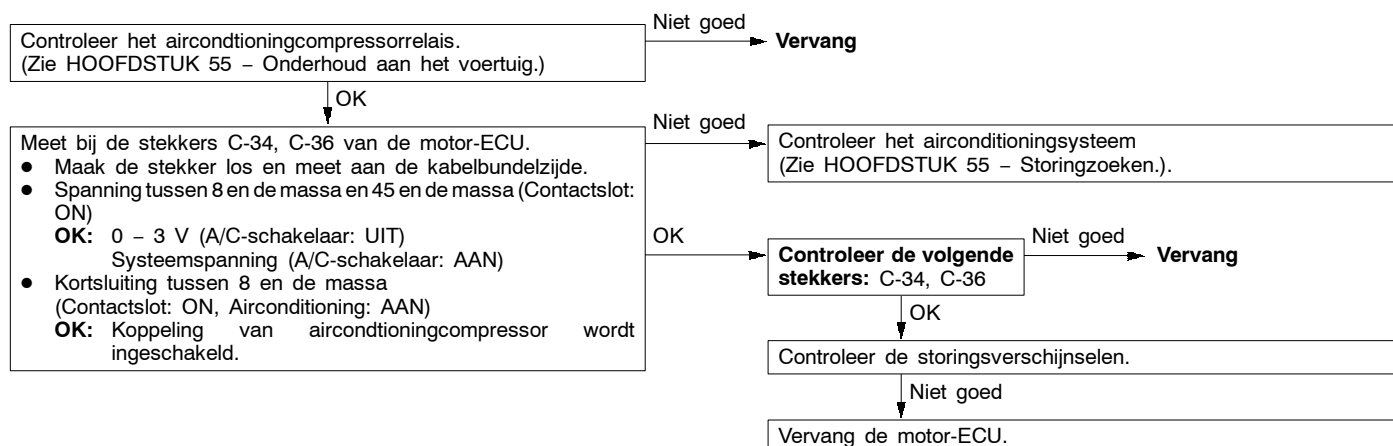 Controleer het aircondtioningcompressorrelais.
(Zie HOOFDSTUK 55 – Onderhoud aan het voertuig.)
Niet goed
Vervang
OK
Meet bij de stekkers C-34, C-36 van de motor-ECU.
● Maak de stekker los en meet aan de kabelbundelzijde.
● Spanning tussen 8 en de massa en 45 en de massa (Contactslot:
ON)
OK: 0 – 3 V (A/C-schakelaar: UIT)
Systeemspanning (A/C-schakelaar: AAN)
● Kortsluiting tussen 8 en de massa
(Contactslot: ON, Airconditioning: AAN)
OK: Koppeling van aircondtioningcompressor wordt
ingeschakeld.
Niet goed
Controleer het airconditioningsysteem
(Zie HOOFDSTUK 55 – Storingzoeken.).
OK
Controleer de volgende
stekkers: C-34, C-36
Niet goed
Vervang
OK
Controleer de storingsverschijnselen.
Niet goed
Vervang de motor-ECU.